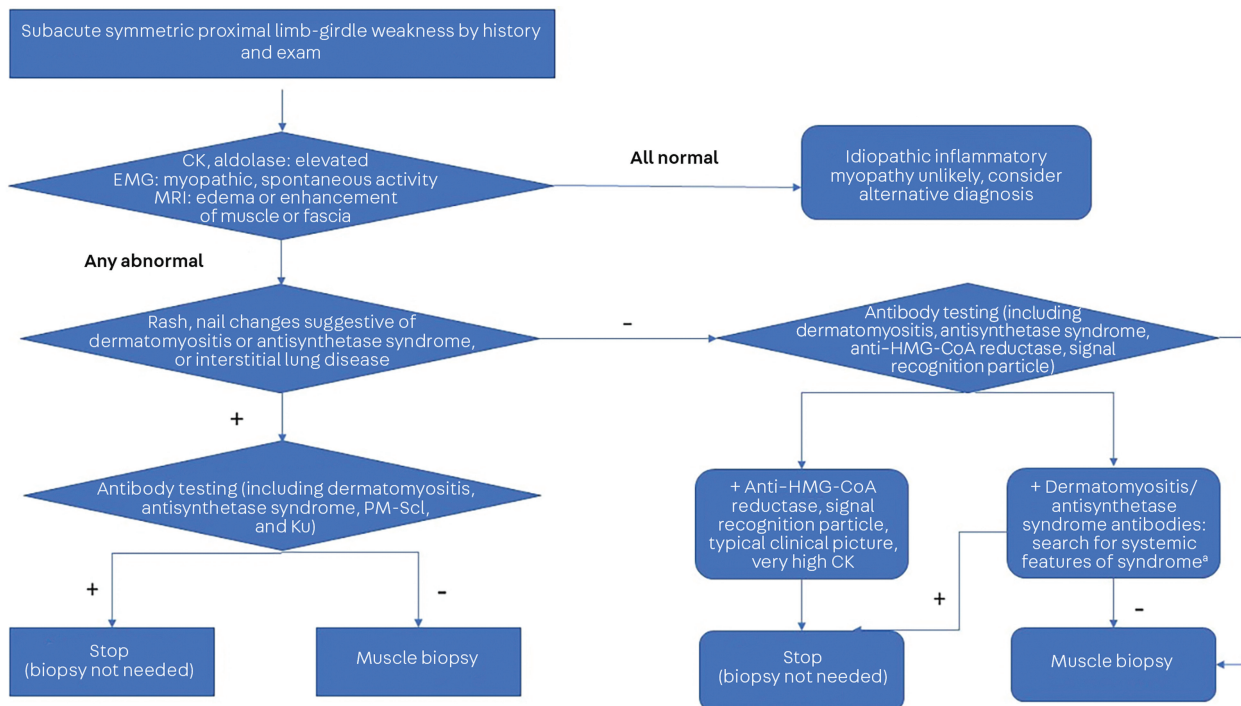 Subacute symmetric proximal limb-girdle weakness by history
and exam
CK, aldolase: elevated
EMG: myopathic, spontaneous activity
MRI: edema or enhancement
of muscle or fascia
All normal
Idiopathic inflammatory
myopathy unlikely, consider
alternative diagnosis
Any abnormal
Rash, nail changes suggestive of
dermatomyositis or antisynthetase syndrome,
or interstitial lung disease
–
Antibody testing (including
dermatomyositis, antisynthetase syndrome,
anti–HMG-CoA reductase, signal
recognition particle)
+
Antibody testing (including dermatomyositis,
antisynthetase syndrome, PM-Scl,
and Ku)
+ Anti–HMG-CoA
reductase, signal
recognition particle,
typical clinical picture,
very high CK
+ Dermatomyositis/
antisynthetase
syndrome antibodies:
search for systemic
features of syndromeᵃ
+
–
+
–
Stop
(biopsy not needed)
Muscle biopsy
Stop
(biopsy not needed)
Muscle biopsy